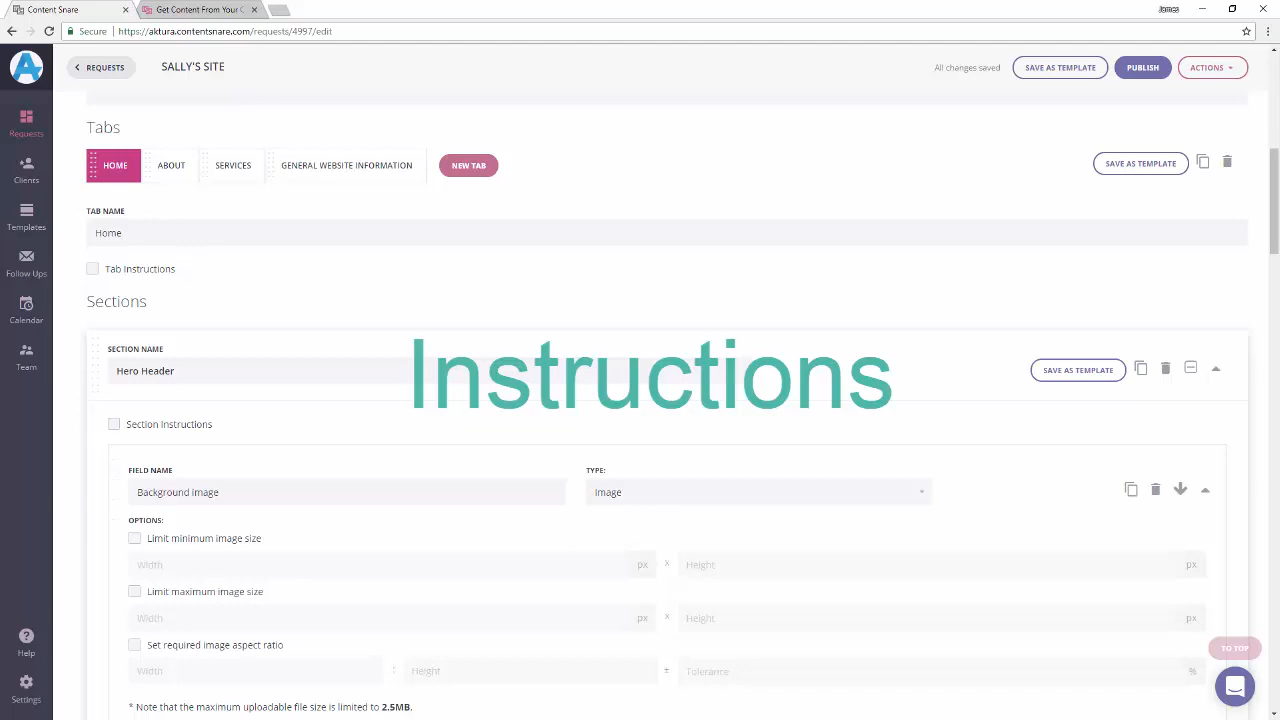 Content Snare
Get Content From Your C
James
Secure
https://aktura.contentsnare.com/requests/4997/edit
REQUESTS
SALLY'S SITE
All changes saved
SAVE AS TEMPLATE
PUBLISH
ACTIONS
Requests
Clients
Templates
Follow Ups
Calendar
Team
Help
Settings
Tabs
HOME
ABOUT
SERVICES
GENERAL WEBSITE INFORMATION
NEW TAB
SAVE AS TEMPLATE
TAB NAME
Home
Tab Instructions
Sections
SECTION NAME
Hero Header
SAVE AS TEMPLATE
Instructions
Section Instructions
FIELD NAME
TYPE:
Background Image
Image
OPTIONS:
Limit minimum image size
Width px x Height px
Limit maximum image size
Width px x Height px
Set required image aspect ratio
Width : Height ± Tolerance %
* Note that the maximum uploadable file size is limited to 2.5MB.
TO TOP